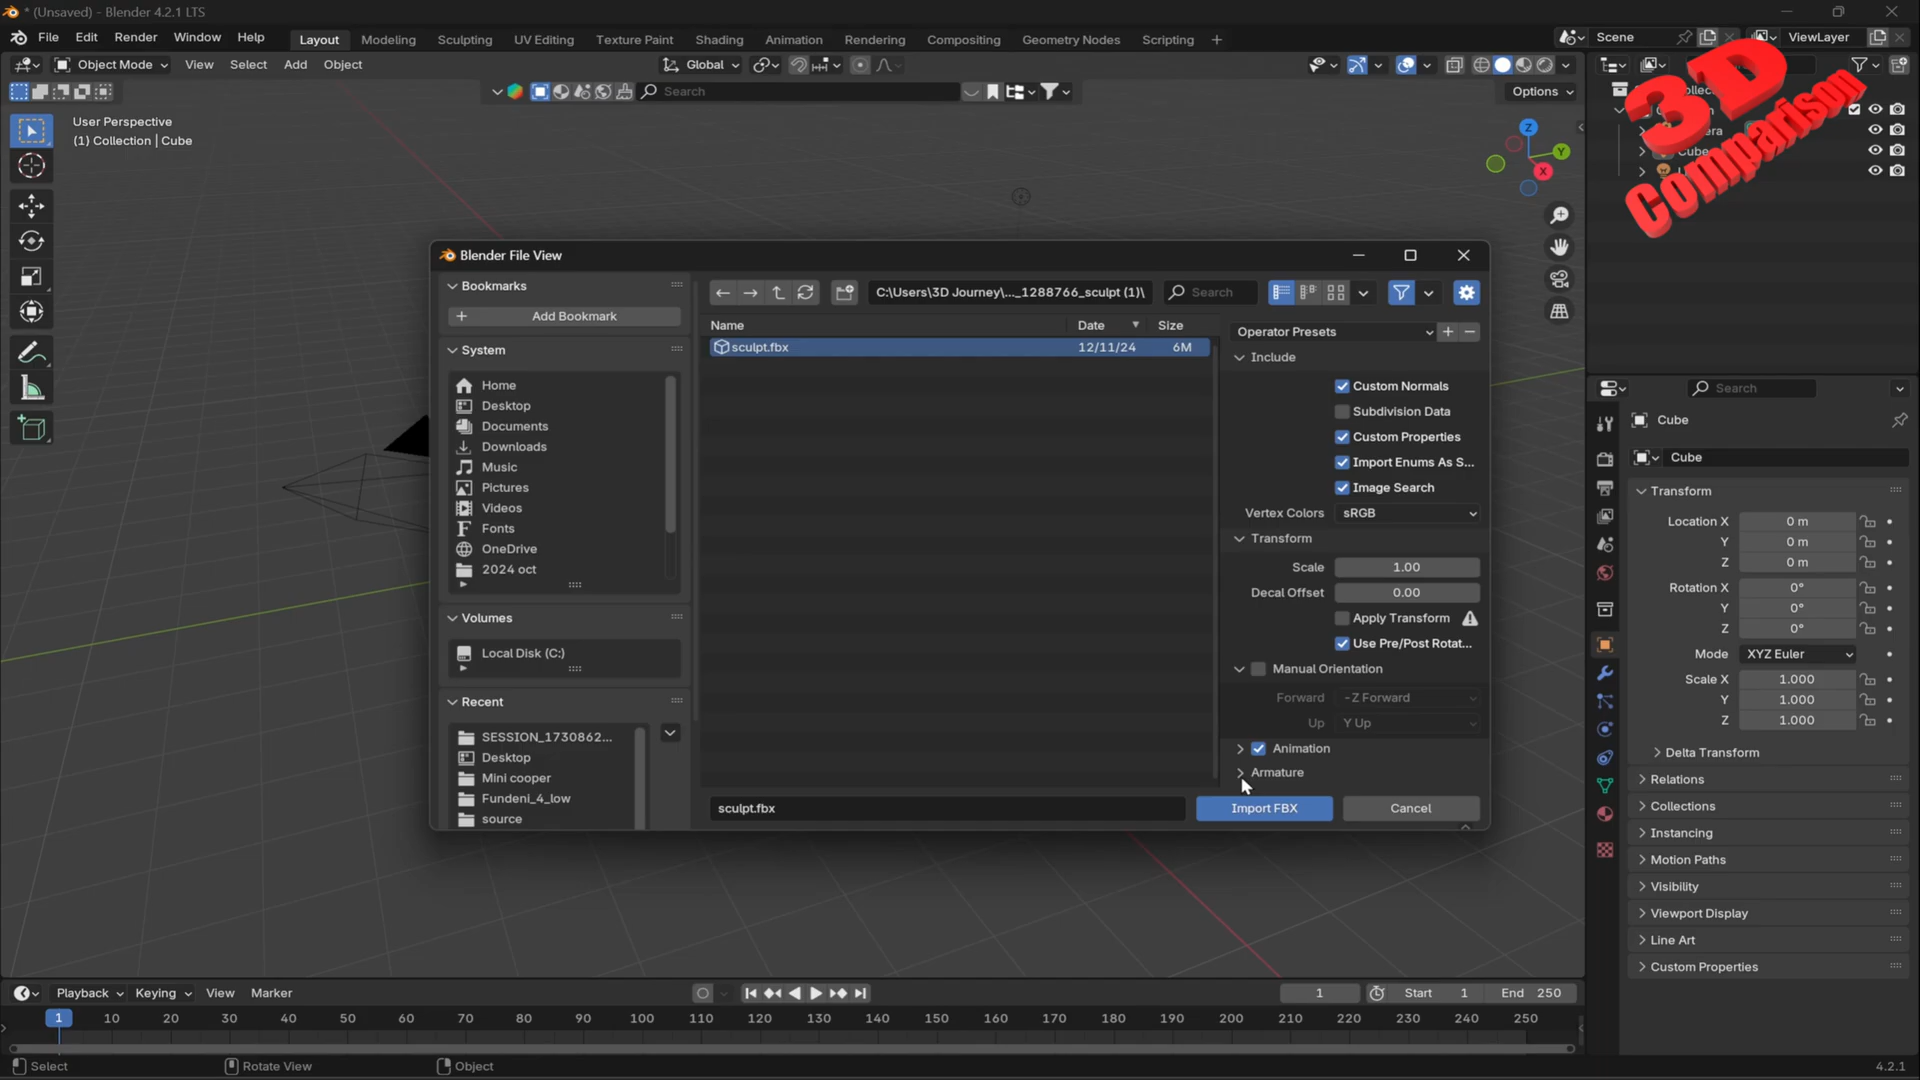 * (Unsaved) - Blender 4.2.1 LTS
File Edit Render Window Help Layout Modeling Sculpting UV Editing Texture Paint Shading Animation Rendering Compositing Geometry Nodes Scripting + Scene ViewLayer
Object Mode View Select Add Object Global
Search Options
User Perspective
(1) Collection | Cube
Z
Y
X
3D
Comparison
Cube
Blender File View
Bookmarks
Add Bookmark
System
Home
Desktop
Documents
Downloads
Music
Pictures
Videos
Fonts
OneDrive
2024 oct
Volumes
Local Disk (C:)
Recent
SESSION_1730862...
Desktop
Mini cooper
Fundeni_4_low
source
C:\Users\3D Journey\..._1288766_sculpt (1)\ Search
Name Date Size
sculpt.fbx 12/11/24 6M
sculpt.fbx
Operator Presets
Include
Custom Normals
Subdivision Data
Custom Properties
Import Enums As S...
Image Search
Vertex Colors sRGB
Transform
Scale 1.00
Decal Offset 0.00
Apply Transform
Use Pre/Post Rotat...
Manual Orientation
Forward -Z Forward
Up Y Up
Animation
Armature
Import FBX Cancel
Search
Cube
Cube
Transform
Location X 0 m
Y 0 m
Z 0 m
Rotation X 0°
Y 0°
Z 0°
Mode XYZ Euler
Scale X 1.000
Y 1.000
Z 1.000
Delta Transform
Relations
Collections
Instancing
Motion Paths
Visibility
Viewport Display
Line Art
Custom Properties
Playback Keying View Marker 1 Start 1 End 250
1 10 20 30 40 50 60 70 80 90 100 110 120 130 140 150 160 170 180 190 200 210 220 230 240 250
Select Rotate View Object 4.2.1